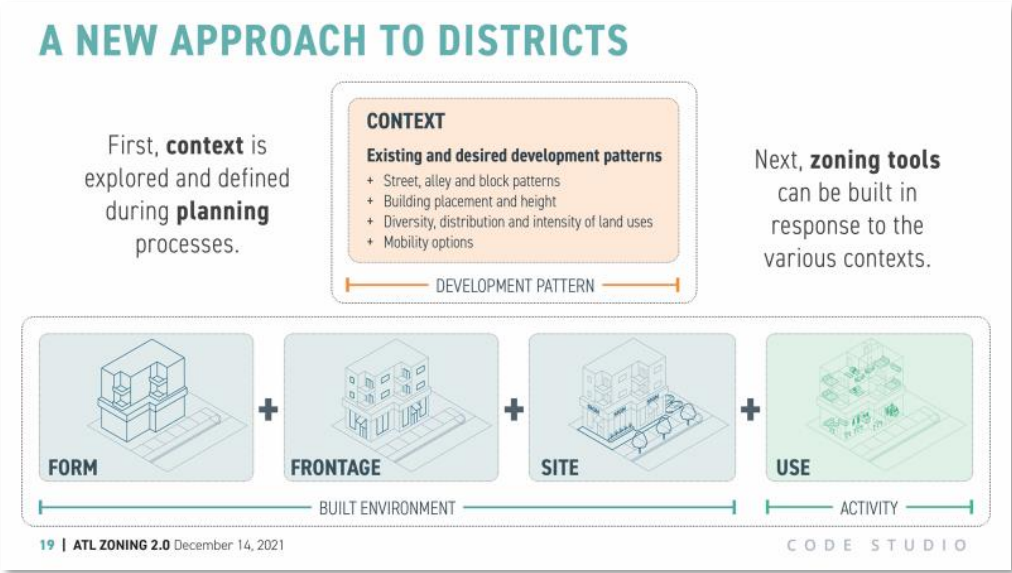 A NEW APPROACH TO DISTRICTS
First, context is
explored and defined
during planning
processes.
CONTEXT
Existing and desired development patterns
+ Street, alley and block patterns
+ Building placement and height
+ Diversity, distribution and intensity of land uses
+ Mobility options
DEVELOPMENT PATTERN
Next, zoning tools
can be built in
response to the
various contexts.
FORM
+
FRONTAGE
+
SITE
+
USE
BUILT ENVIRONMENT
ACTIVITY
19 | ATL ZONING 2.0 December 14, 2021
CODE STUDIO